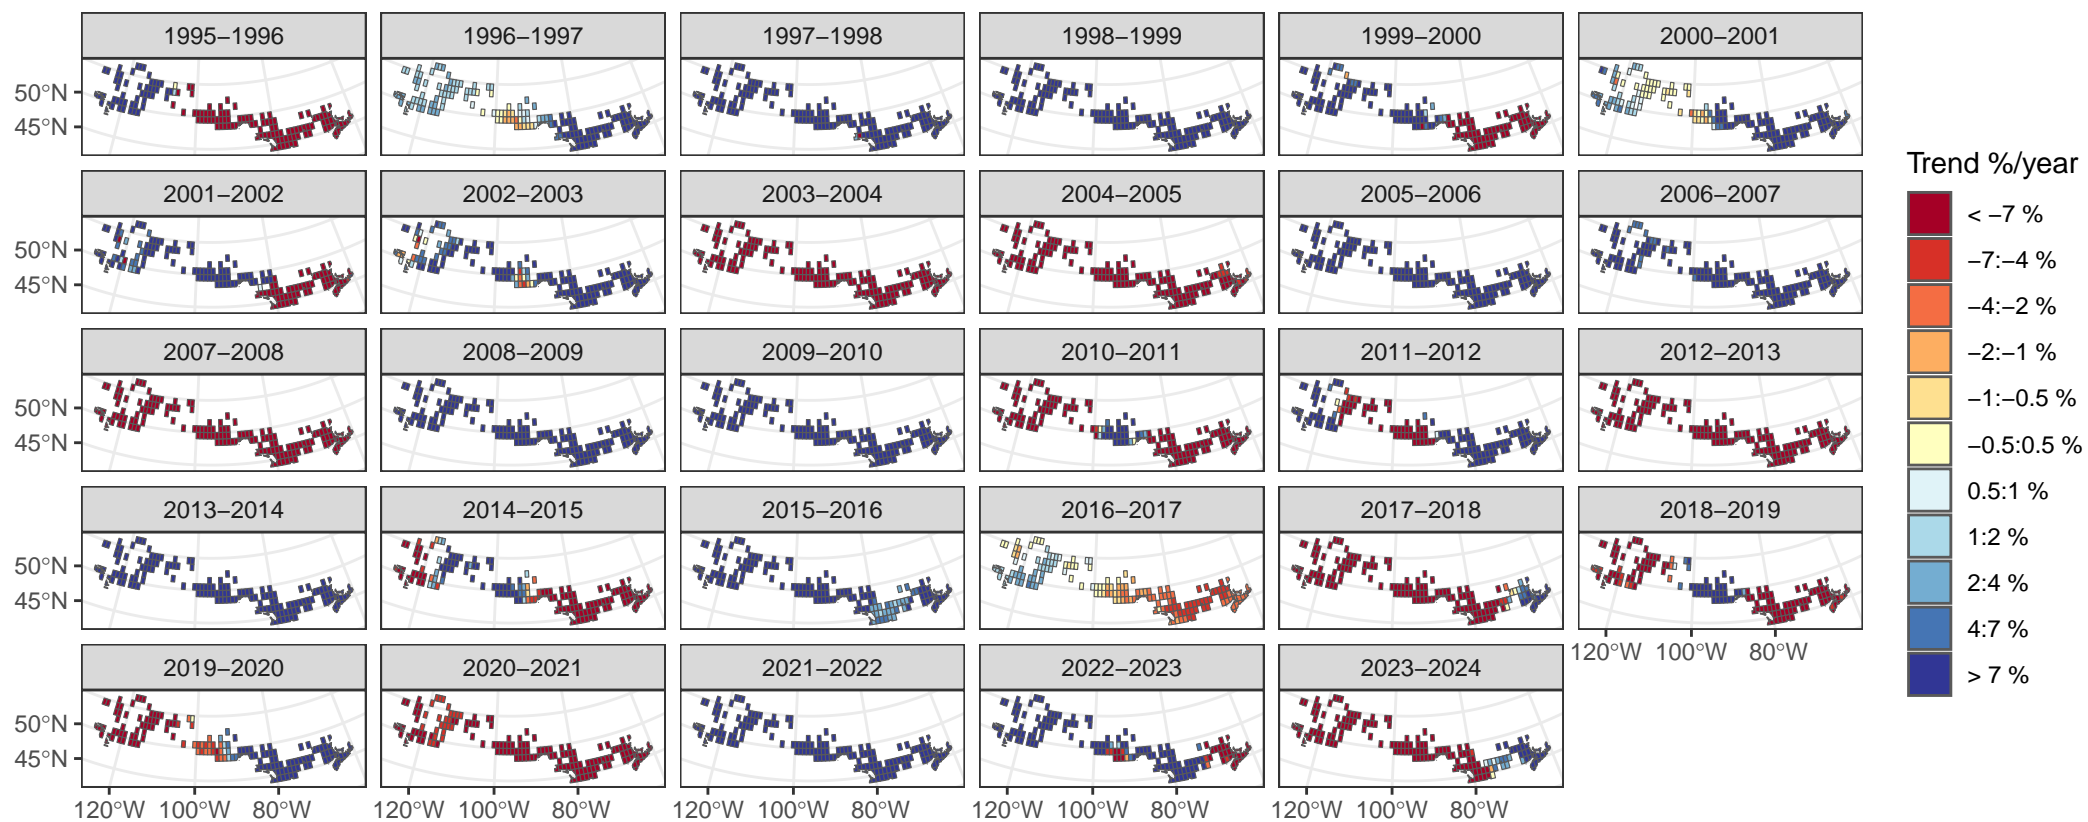 1995−1996 1996−1997 1997−1998 1998−1999 1999−2000 2000−2001
50°N
45°N
2001−2002 2002−2003 2003−2004 2004−2005 2005−2006 2006−2007
50°N
45°N
2007−2008 2008−2009 2009−2010 2010−2011 2011−2012 2012−2013
50°N
45°N
2013−2014 2014−2015 2015−2016 2016−2017 2017−2018 2018−2019
50°N
45°N
120°W 100°W 80°W
2019−2020 2020−2021 2021−2022 2022−2023 2023−2024
50°N
45°N
120°W 100°W 80°W 120°W 100°W 80°W 120°W 100°W 80°W 120°W 100°W 80°W 120°W 100°W 80°W
Trend %/year
< −7 %
−7:−4 %
−4:−2 %
−2:−1 %
−1:−0.5 %
−0.5:0.5 %
0.5:1 %
1:2 %
2:4 %
4:7 %
> 7 %